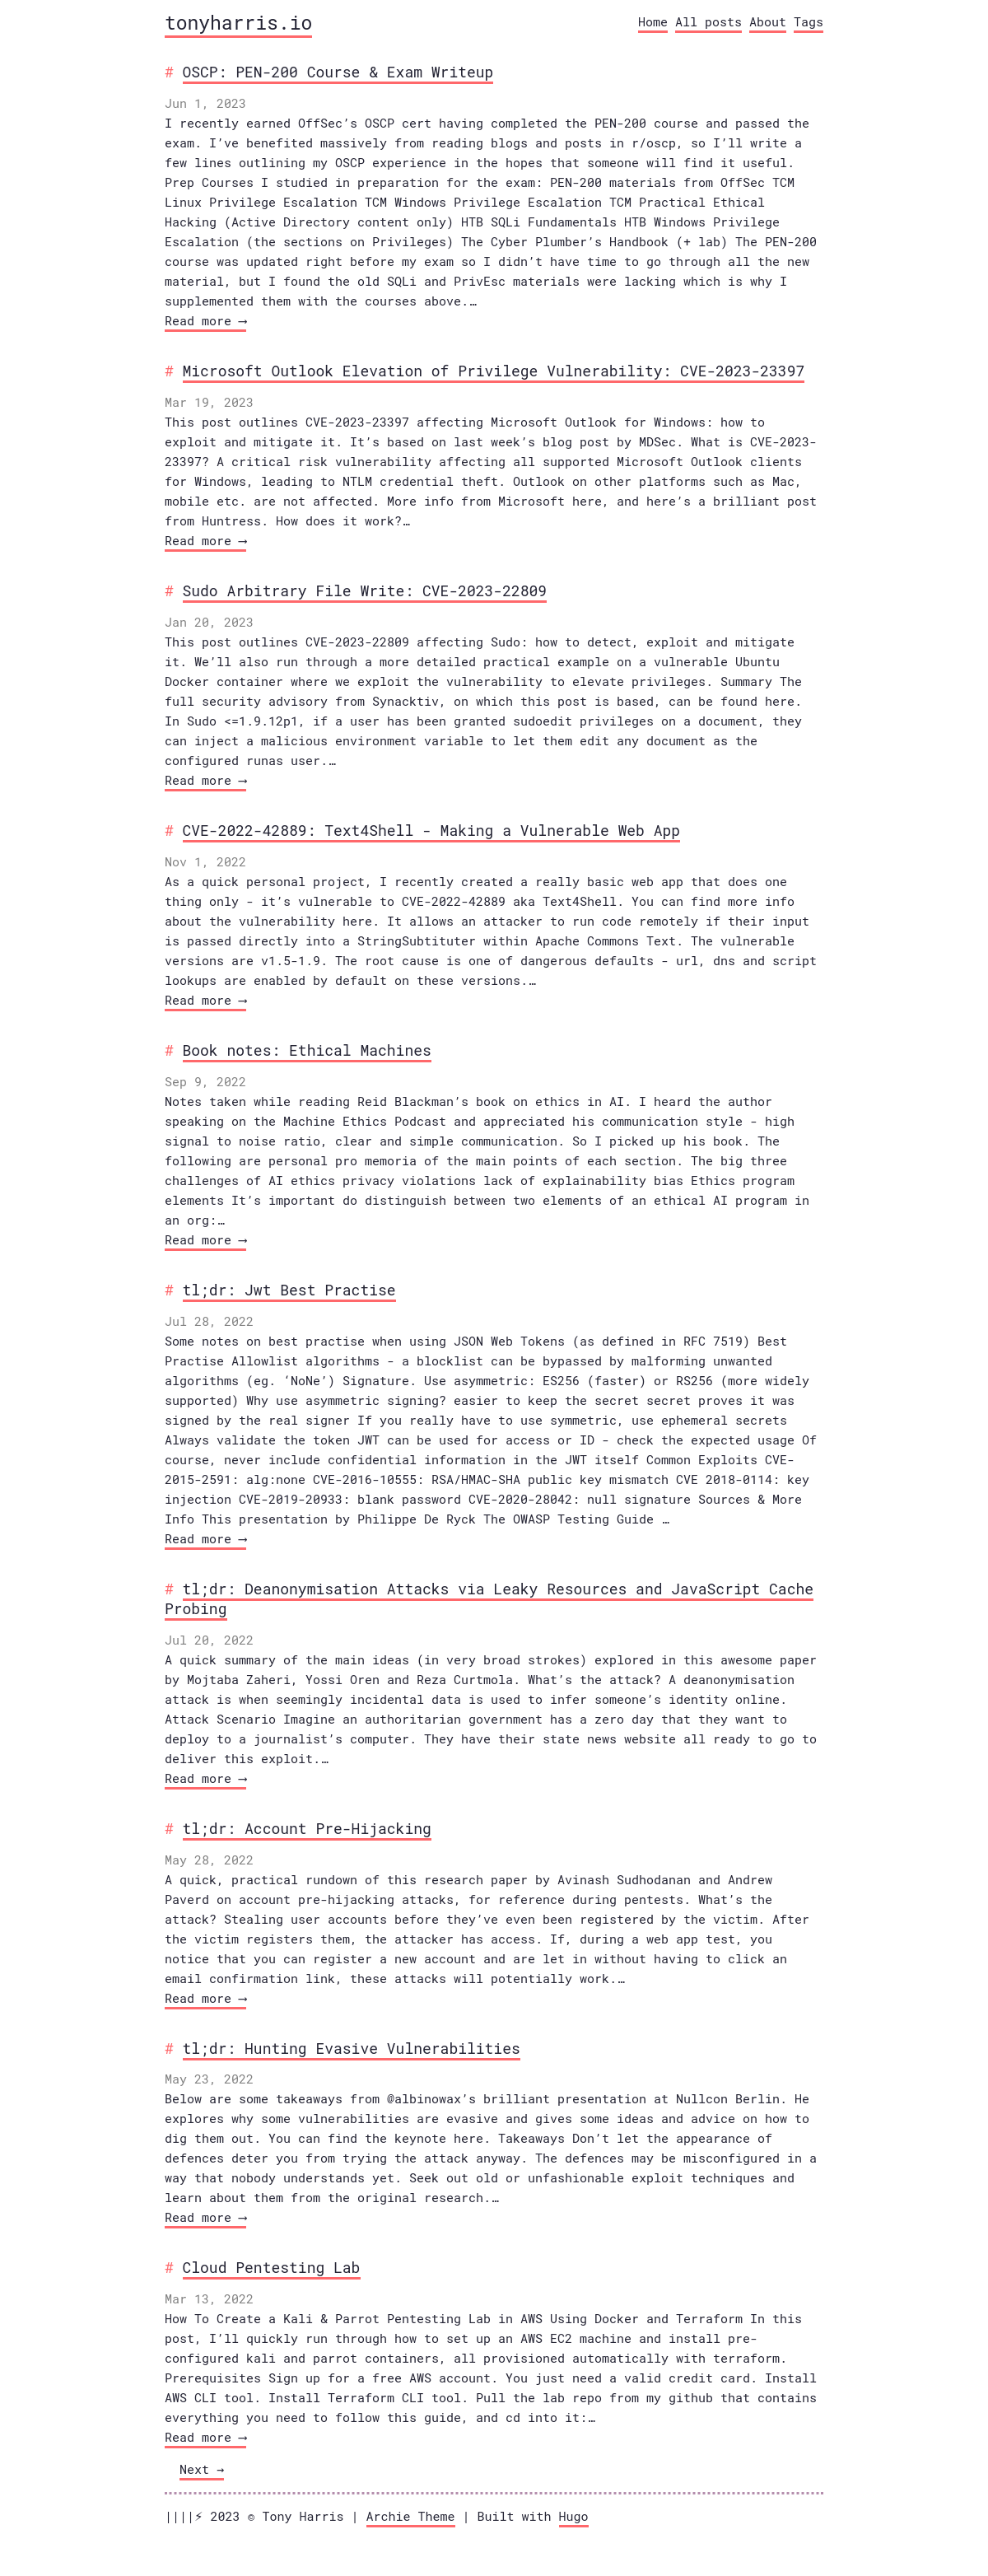 tonyharris.io
Home All posts About Tags
# OSCP: PEN-200 Course & Exam Writeup
Jun 1, 2023
I recently earned OffSec’s OSCP cert having completed the PEN-200 course and passed the
exam. I’ve benefited massively from reading blogs and posts in r/oscp, so I’ll write a
few lines outlining my OSCP experience in the hopes that someone will find it useful.
Prep Courses I studied in preparation for the exam: PEN-200 materials from OffSec TCM
Linux Privilege Escalation TCM Windows Privilege Escalation TCM Practical Ethical
Hacking (Active Directory content only) HTB SQLi Fundamentals HTB Windows Privilege
Escalation (the sections on Privileges) The Cyber Plumber’s Handbook (+ lab) The PEN-200
course was updated right before my exam so I didn’t have time to go through all the new
material, but I found the old SQLi and PrivEsc materials were lacking which is why I
supplemented them with the courses above.…
Read more ⟶
# Microsoft Outlook Elevation of Privilege Vulnerability: CVE-2023-23397
Mar 19, 2023
This post outlines CVE-2023-23397 affecting Microsoft Outlook for Windows: how to
exploit and mitigate it. It’s based on last week’s blog post by MDSec. What is CVE-2023-
23397? A critical risk vulnerability affecting all supported Microsoft Outlook clients
for Windows, leading to NTLM credential theft. Outlook on other platforms such as Mac,
mobile etc. are not affected. More info from Microsoft here, and here’s a brilliant post
from Huntress. How does it work?…
Read more ⟶
# Sudo Arbitrary File Write: CVE-2023-22809
Jan 20, 2023
This post outlines CVE-2023-22809 affecting Sudo: how to detect, exploit and mitigate
it. We’ll also run through a more detailed practical example on a vulnerable Ubuntu
Docker container where we exploit the vulnerability to elevate privileges. Summary The
full security advisory from Synacktiv, on which this post is based, can be found here.
In Sudo <=1.9.12p1, if a user has been granted sudoedit privileges on a document, they
can inject a malicious environment variable to let them edit any document as the
configured runas user.…
Read more ⟶
# CVE-2022-42889: Text4Shell - Making a Vulnerable Web App
Nov 1, 2022
As a quick personal project, I recently created a really basic web app that does one
thing only - it’s vulnerable to CVE-2022-42889 aka Text4Shell. You can find more info
about the vulnerability here. It allows an attacker to run code remotely if their input
is passed directly into a StringSubtituter within Apache Commons Text. The vulnerable
versions are v1.5-1.9. The root cause is one of dangerous defaults - url, dns and script
lookups are enabled by default on these versions.…
Read more ⟶
# Book notes: Ethical Machines
Sep 9, 2022
Notes taken while reading Reid Blackman’s book on ethics in AI. I heard the author
speaking on the Machine Ethics Podcast and appreciated his communication style - high
signal to noise ratio, clear and simple communication. So I picked up his book. The
following are personal pro memoria of the main points of each section. The big three
challenges of AI ethics privacy violations lack of explainability bias Ethics program
elements It’s important do distinguish between two elements of an ethical AI program in
an org:…
Read more ⟶
# tl;dr: Jwt Best Practise
Jul 28, 2022
Some notes on best practise when using JSON Web Tokens (as defined in RFC 7519) Best
Practise Allowlist algorithms - a blocklist can be bypassed by malforming unwanted
algorithms (eg. ‘NoNe’) Signature. Use asymmetric: ES256 (faster) or RS256 (more widely
supported) Why use asymmetric signing? easier to keep the secret secret proves it was
signed by the real signer If you really have to use symmetric, use ephemeral secrets
Always validate the token JWT can be used for access or ID - check the expected usage Of
course, never include confidential information in the JWT itself Common Exploits CVE-
2015-2591: alg:none CVE-2016-10555: RSA/HMAC-SHA public key mismatch CVE 2018-0114: key
injection CVE-2019-20933: blank password CVE-2020-28042: null signature Sources & More
Info This presentation by Philippe De Ryck The OWASP Testing Guide …
Read more ⟶
# tl;dr: Deanonymisation Attacks via Leaky Resources and JavaScript Cache
Probing
Jul 20, 2022
A quick summary of the main ideas (in very broad strokes) explored in this awesome paper
by Mojtaba Zaheri, Yossi Oren and Reza Curtmola. What’s the attack? A deanonymisation
attack is when seemingly incidental data is used to infer someone’s identity online.
Attack Scenario Imagine an authoritarian government has a zero day that they want to
deploy to a journalist’s computer. They have their state news website all ready to go to
deliver this exploit.…
Read more ⟶
# tl;dr: Account Pre-Hijacking
May 28, 2022
A quick, practical rundown of this research paper by Avinash Sudhodanan and Andrew
Paverd on account pre-hijacking attacks, for reference during pentests. What’s the
attack? Stealing user accounts before they’ve even been registered by the victim. After
the victim registers them, the attacker has access. If, during a web app test, you
notice that you can register a new account and are let in without having to click an
email confirmation link, these attacks will potentially work.…
Read more ⟶
# tl;dr: Hunting Evasive Vulnerabilities
May 23, 2022
Below are some takeaways from @albinowax’s brilliant presentation at Nullcon Berlin. He
explores why some vulnerabilities are evasive and gives some ideas and advice on how to
dig them out. You can find the keynote here. Takeaways Don’t let the appearance of
defences deter you from trying the attack anyway. The defences may be misconfigured in a
way that nobody understands yet. Seek out old or unfashionable exploit techniques and
learn about them from the original research.…
Read more ⟶
# Cloud Pentesting Lab
Mar 13, 2022
How To Create a Kali & Parrot Pentesting Lab in AWS Using Docker and Terraform In this
post, I’ll quickly run through how to set up an AWS EC2 machine and install pre-
configured kali and parrot containers, all provisioned automatically with terraform.
Prerequisites Sign up for a free AWS account. You just need a valid credit card. Install
AWS CLI tool. Install Terraform CLI tool. Pull the lab repo from my github that contains
everything you need to follow this guide, and cd into it:…
Read more ⟶
Next →
||||⚡ 2023 © Tony Harris | Archie Theme | Built with Hugo